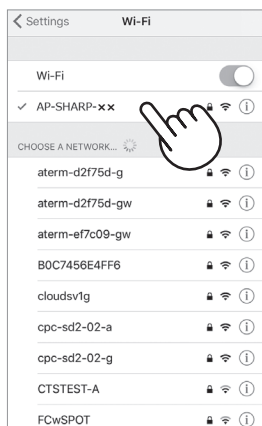 Settings Wi-Fi
Wi-Fi
AP-SHARP-××
CHOOSE A NETWORK...
aterm-d2f75d-g
aterm-d2f75d-gw
aterm-ef7c09-gw
B0C7456E4FF6
cloudsv1g
cpc-sd2-02-a
cpc-sd2-02-g
CTSTEST-A
FCwSPOT